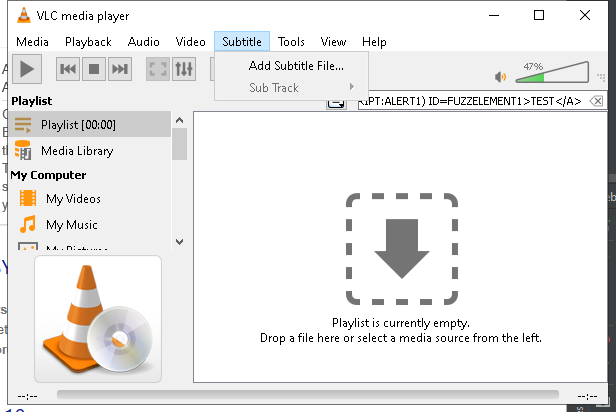 VLC media player
Media Playback Audio Video Subtitle Tools View Help
Add Subtitle File...
Sub Track
47%
Playlist
RIPT:ALERT1) ID=FUZZELEMENT1>TEST</A>
Playlist [00:00]
Media Library
My Computer
My Videos
My Music
My Pictures
Playlist is currently empty.
Drop a file here or select a media source from the left.
--:--
--:--